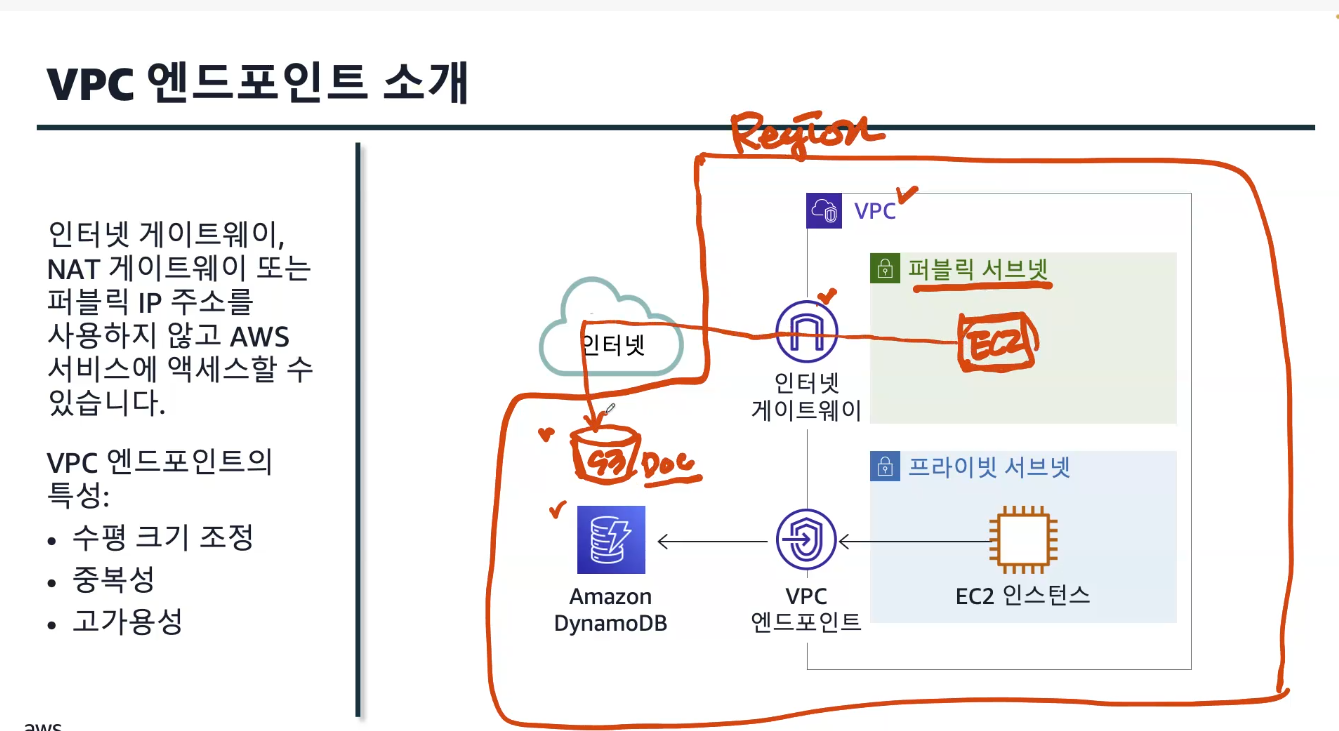 VPC 엔드포인트 소개
인터넷 게이트웨이,
NAT 게이트웨이 또는
퍼블릭 IP 주소를
사용하지 않고 AWS
서비스에 액세스할 수
있습니다.
VPC 엔드포인트의
특성:
• 수평 크기 조정
• 중복성
• 고가용성
Region
VPC
퍼블릭 서브넷
EC2
인터넷
인터넷
게이트웨이
S3 Doc
프라이빗 서브넷
Amazon
DynamoDB
VPC
엔드포인트
EC2 인스턴스
aws